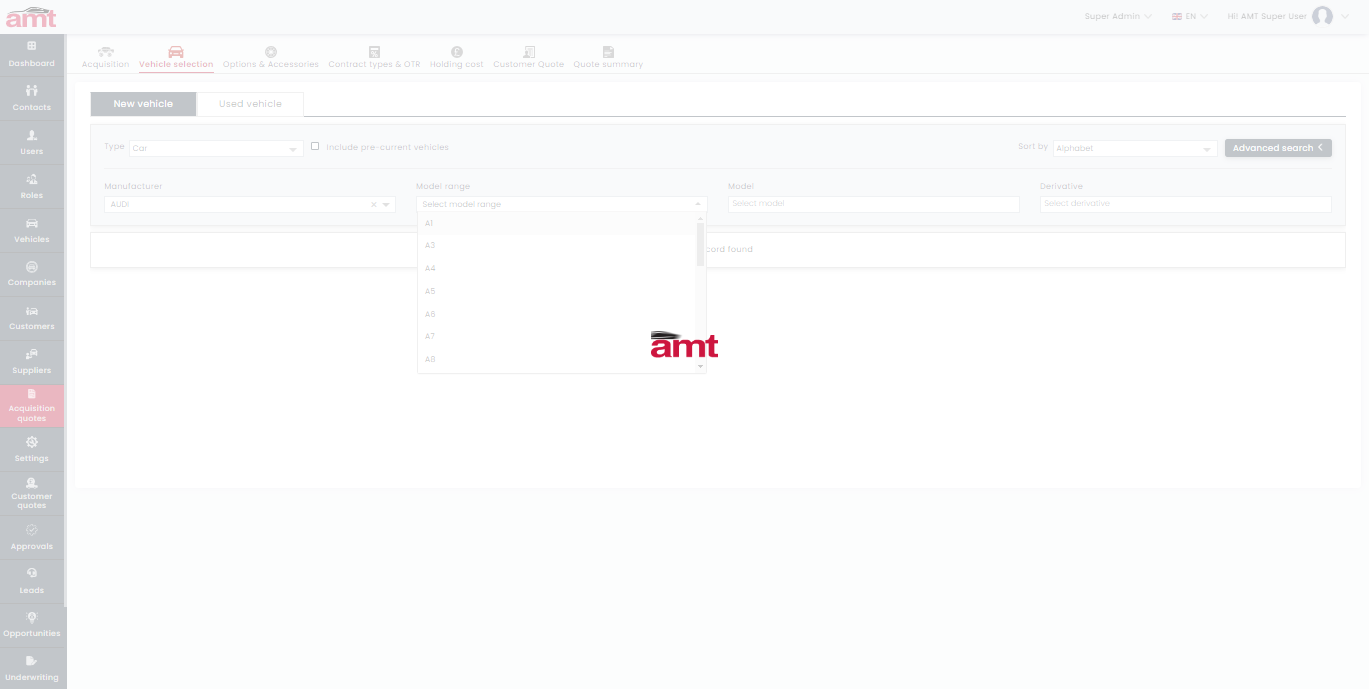 amt
Super Admin
EN
Hi! AMT Super User
Dashboard
Contacts
Users
Roles
Vehicles
Companies
Customers
Suppliers
Acquisition
quotes
Settings
Customer
quotes
Approvals
Leads
Opportunities
Underwriting
Acquisition
Vehicle selection
Options & Accessories
Contract types & OTR
Holding cost
Customer Quote
Quote summary
New vehicle
Used vehicle
Type
Car
Include pre-current vehicles
Sort by
Alphabet
Advanced search
Manufacturer
Model range
Model
Derivative
AUDI
Select model range
Select model
Select derivative
A1
A3
A4
A5
A6
A7
A8
found
amt